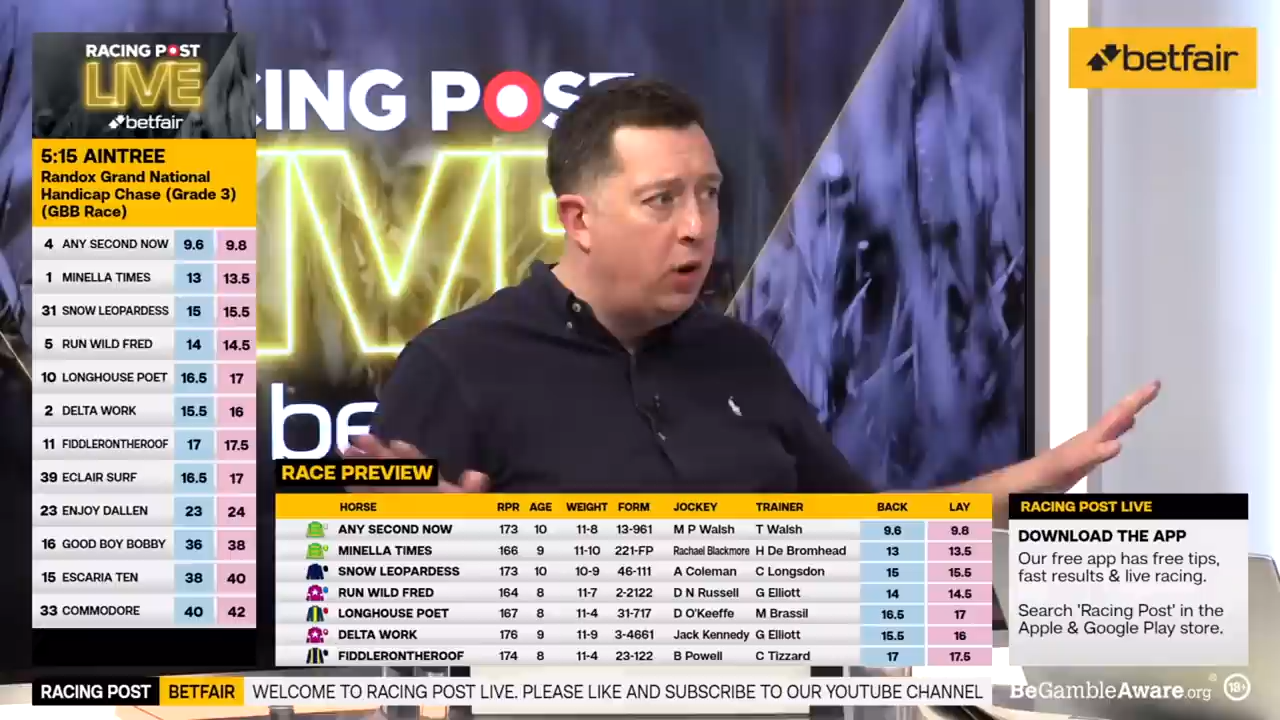 RACING POST
LIVE
betfair
CING POST
betfair
5:15 AINTREE
Randox Grand National
Handicap Chase (Grade 3)
(GBB Race)
4 ANY SECOND NOW 9.6 9.8
1 MINELLA TIMES 13 13.5
31 SNOW LEOPARDESS 15 15.5
5 RUN WILD FRED 14 14.5
10 LONGHOUSE POET 16.5 17
2 DELTA WORK 15.5 16
11 FIDDLERONTHEROOF 17 17.5
39 ECLAIR SURF 16.5 17
23 ENJOY DALLEN 23 24
16 GOOD BOY BOBBY 36 38
15 ESCARIA TEN 38 40
33 COMMODORE 40 42
be
RACE PREVIEW
HORSE RPR AGE WEIGHT FORM JOCKEY TRAINER BACK LAY
ANY SECOND NOW 173 10 11-8 13-961 M P Walsh T Walsh 9.6 9.8
MINELLA TIMES 166 9 11-10 221-FP Rachael Blackmore H De Bromhead 13 13.5
SNOW LEOPARDESS 173 10 10-9 46-111 A Coleman C Longsdon 15 15.5
RUN WILD FRED 164 8 11-7 2-2122 D N Russell G Elliott 14 14.5
LONGHOUSE POET 167 8 11-4 31-717 D O'Keeffe M Brassil 16.5 17
DELTA WORK 176 9 11-9 3-4661 Jack Kennedy G Elliott 15.5 16
FIDDLERONTHEROOF 174 8 11-4 23-122 B Powell C Tizzard 17 17.5
RACING POST LIVE
DOWNLOAD THE APP
Our free app has free tips,
fast results & live racing.
Search 'Racing Post' in the
Apple & Google Play store.
RACING POST BETFAIR WELCOME TO RACING POST LIVE. PLEASE LIKE AND SUBSCRIBE TO OUR YOUTUBE CHANNEL
BeGambleAware.org 18+